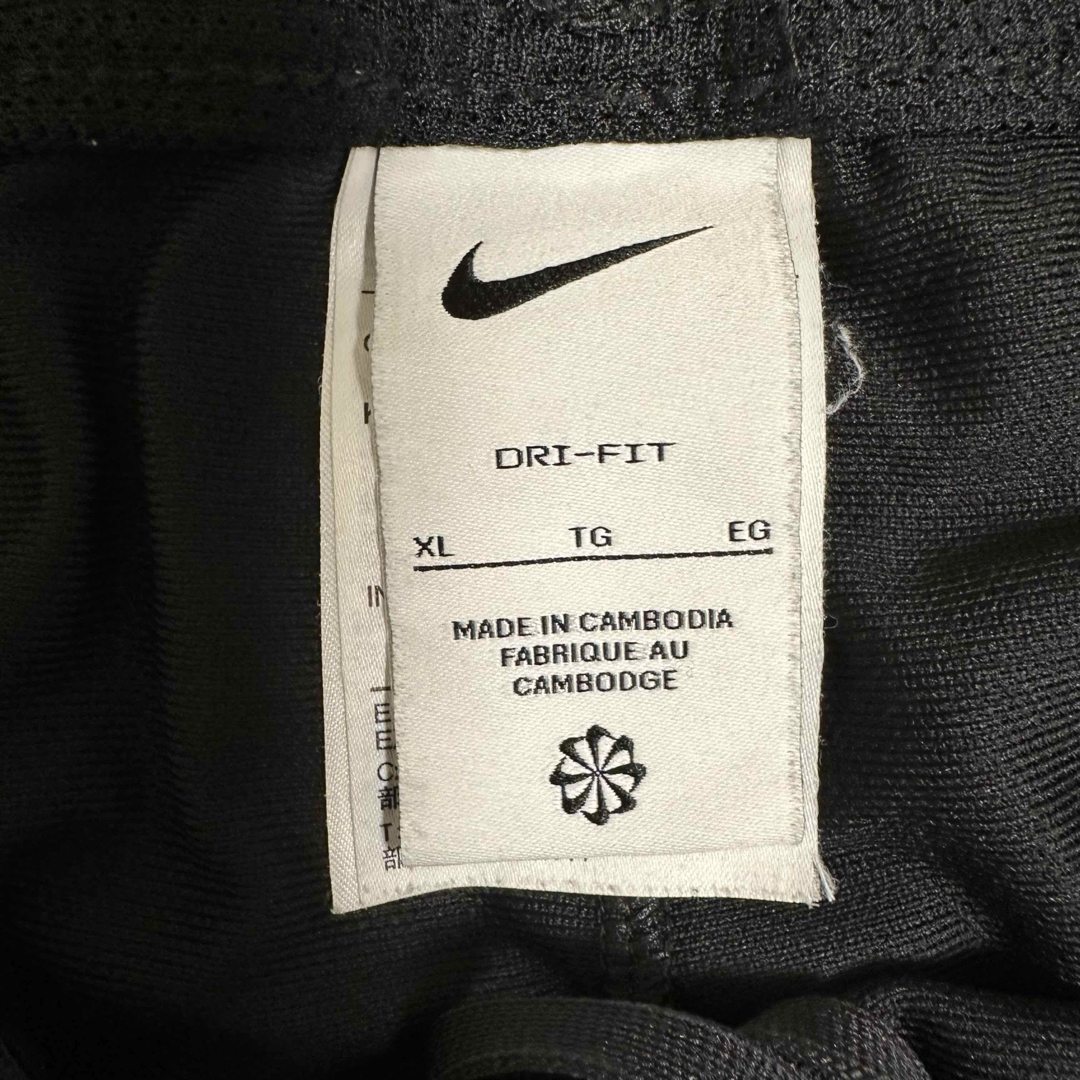 DRI-FIT
XL TG EG
MADE IN CAMBODIA
FABRIQUE AU
CAMBODGE